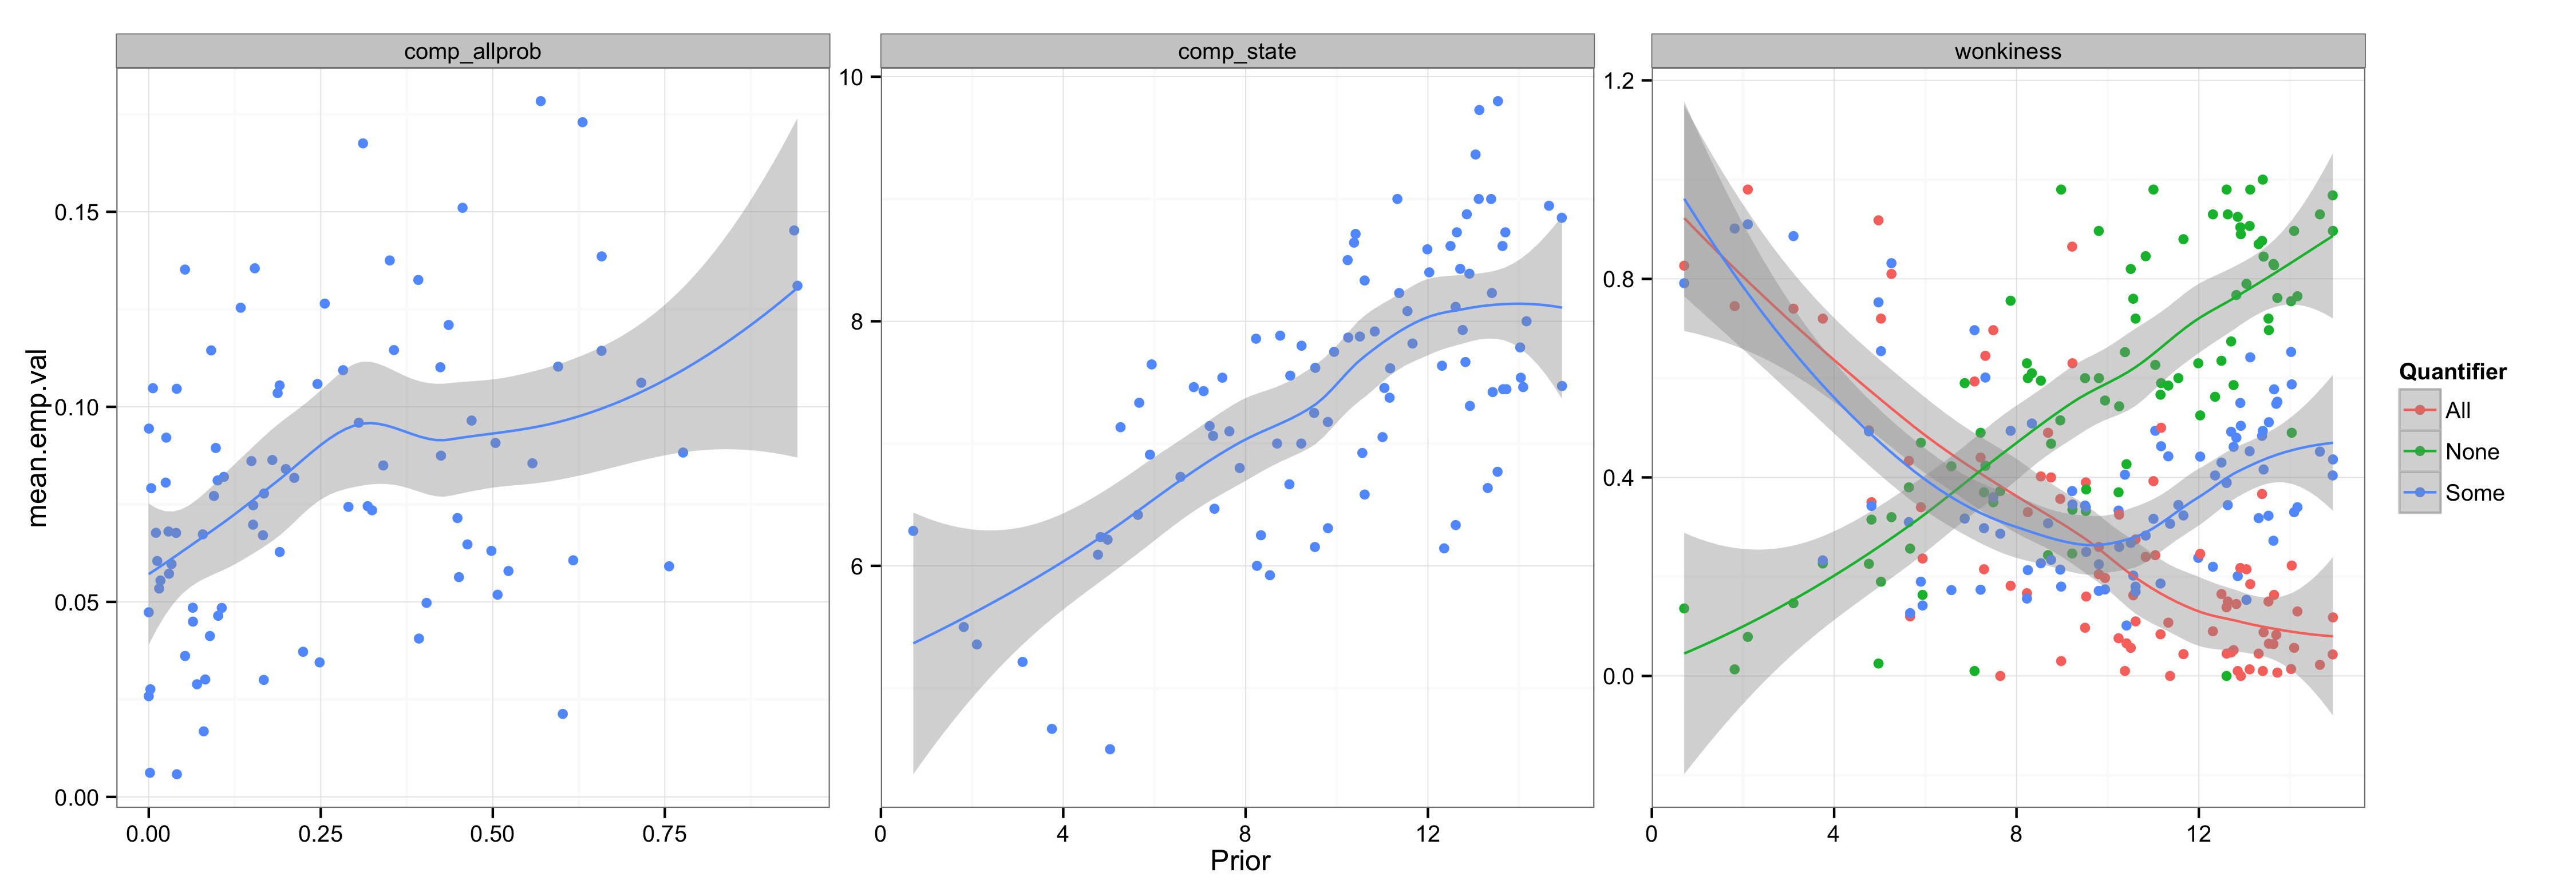 comp_allprob
comp_state
wonkiness
mean.emp.val
0.15
0.10
0.05
0.00
0.00 0.25 0.50 0.75
10
8
6
0 4 8 12
1.2
0.8
0.4
0.0
0 4 8 12
Prior
Quantifier
All
None
Some